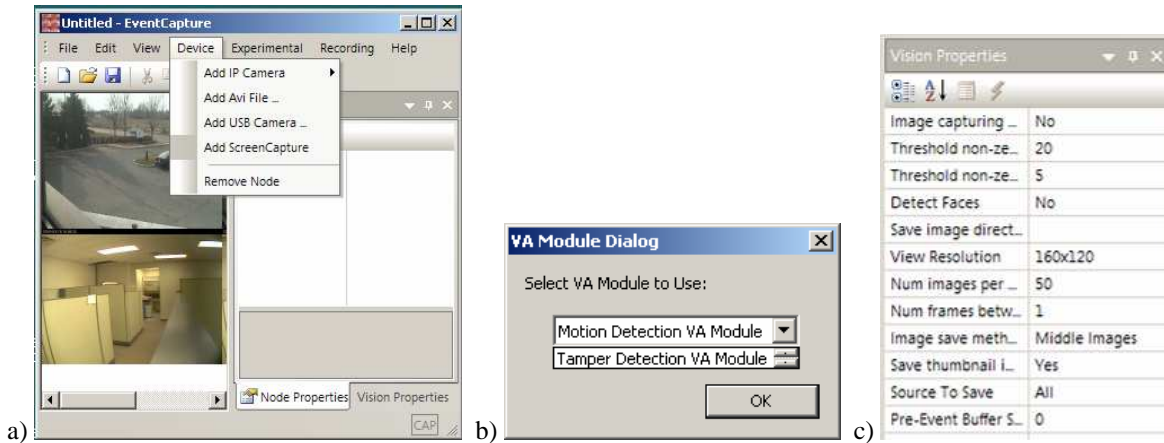 Untitled - EventCapture
File Edit View Device Experimental Recording Help
Add IP Camera
Add Avi File ...
Add USB Camera ...
Add ScreenCapture
Remove Node
Node Properties Vision Properties
CAP
a)
VA Module Dialog
Select VA Module to Use:
Motion Detection VA Module
Tamper Detection VA Module
OK
b)
Vision Properties
Image capturing ... No
Threshold non-ze... 20
Threshold non-ze... 5
Detect Faces No
Save image direct...
View Resolution 160x120
Num images per ... 50
Num frames betw... 1
Image save meth... Middle Images
Save thumbnail i... Yes
Source To Save All
Pre-Event Buffer S... 0
c)